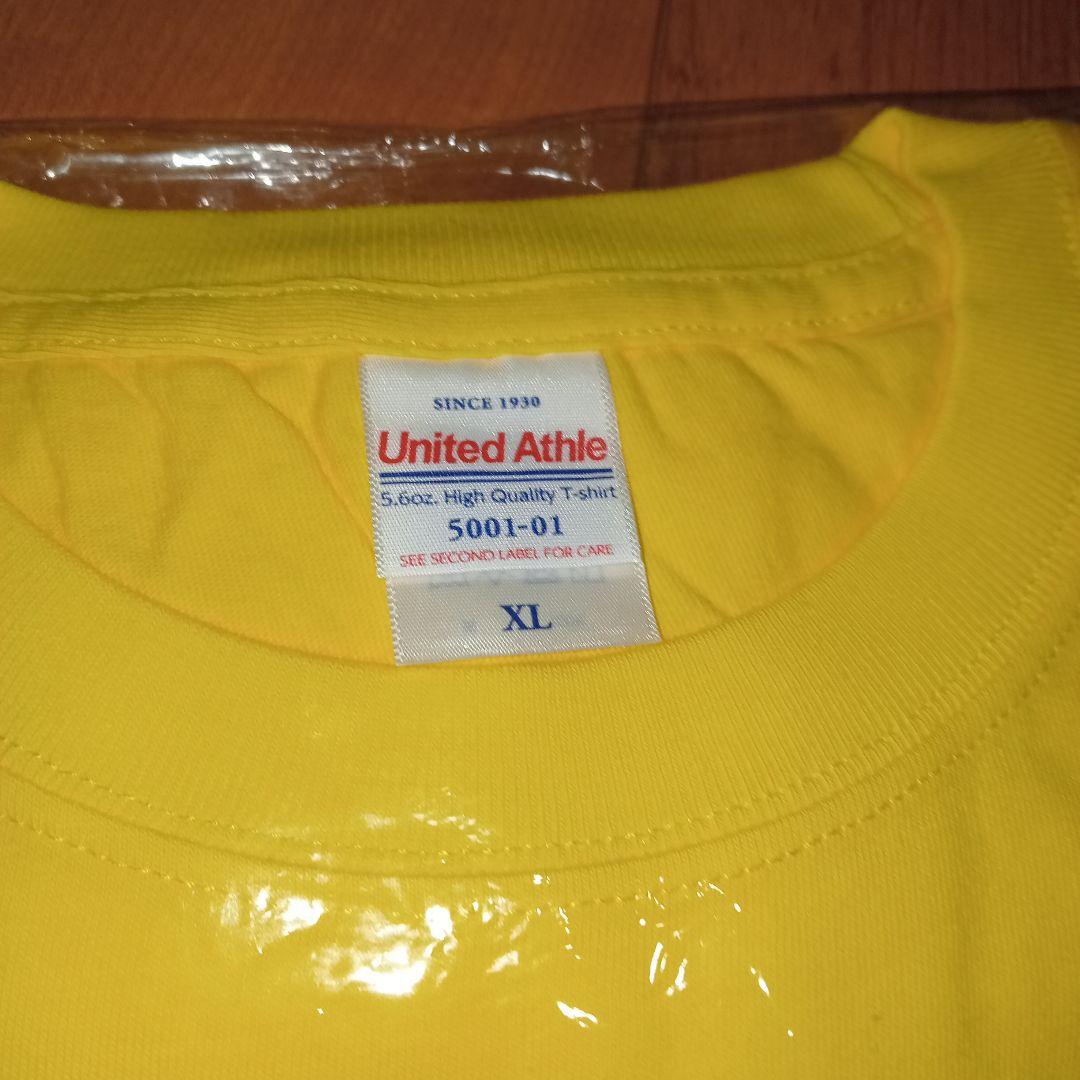 SINCE 1930
United Athle
5.6oz. High Quality T-shirt
5001-01
SEE SECOND LABEL FOR CARE
XL